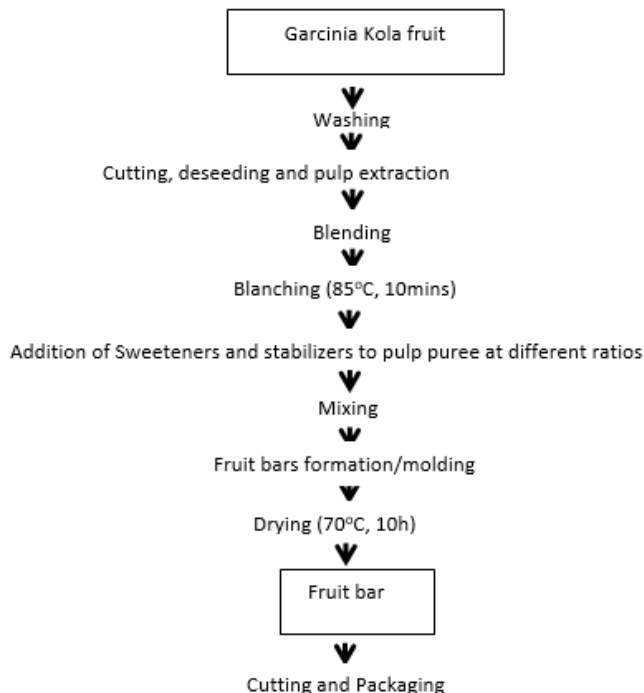 Garcinia Kola fruit
Washing
Cutting, deseeding and pulp extraction
Blending
Blanching (85°C, 10mins)
Addition of Sweeteners and stabilizers to pulp puree at different ratios
Mixing
Fruit bars formation/molding
Drying (70°C, 10h)
Fruit bar
Cutting and Packaging